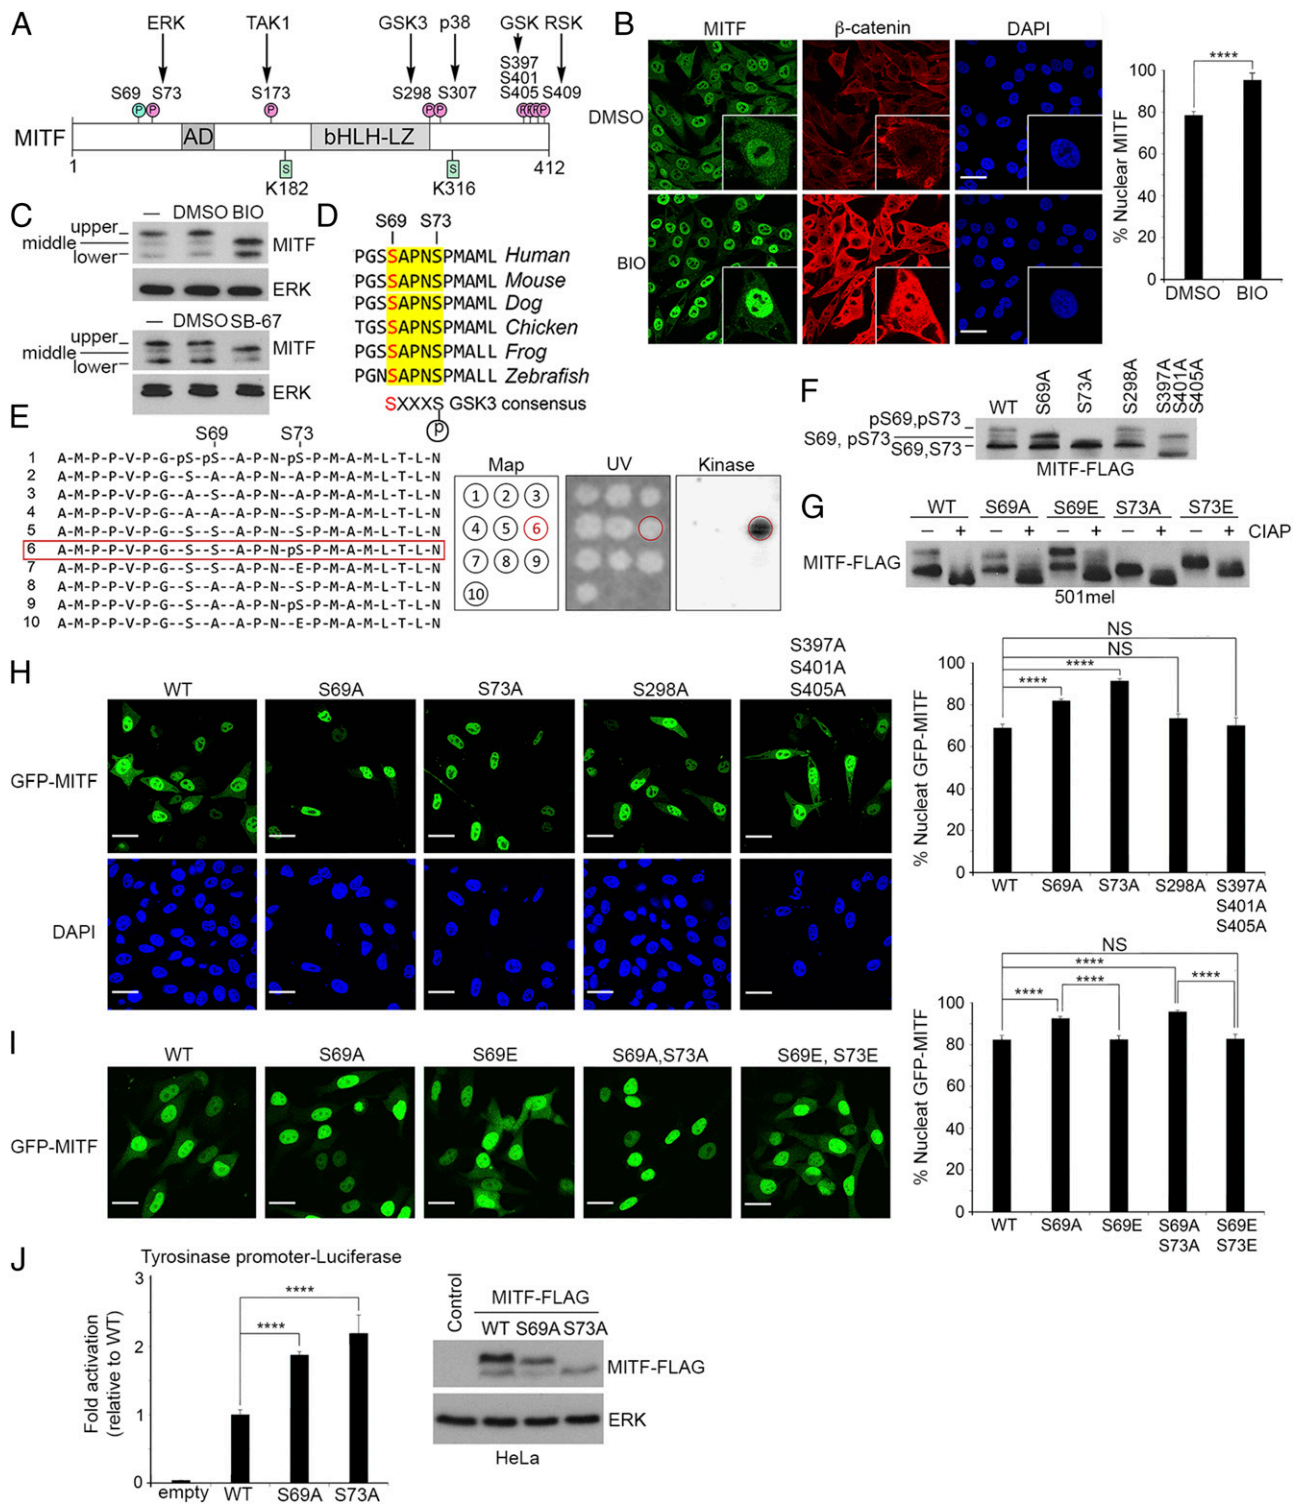 A
ERK TAK1 GSK3 p38 GSK RSK
S397
S401
S69 S73 S173 S298 S307 S405 S409
P P P P P P
MITF AD bHLH-LZ
S S
1 K182 K316 412
B
MITF β-catenin DAPI
DMSO
BIO
****
% Nuclear MITF
100
80
60
40
20
0
DMSO BIO
C
– DMSO BIO
upper
middle
lower
MITF
ERK
– DMSO SB-67
upper
middle
lower
MITF
ERK
D
S69 S73
PGSSAPNSPMAML Human
PGSSAPNSPMAML Mouse
PGSSAPNSPMAML Dog
TGSSAPNSPMAML Chicken
PGSSAPNSPMALL Frog
PGNSAPNSPMALL Zebrafish
SXXXS GSK3 consensus
P
E
S69 S73
1 A-M-P-P-V-P-G-pS-pS-A-P-N-pS-P-M-A-M-L-T-L-N
2 A-M-P-P-V-P-G--S--A-A-P-N--S-P-M-A-M-L-T-L-N
3 A-M-P-P-V-P-G--A--S-A-P-N--S-P-M-A-M-L-T-L-N
4 A-M-P-P-V-P-G--A--A-A-P-N--S-P-M-A-M-L-T-L-N
5 A-M-P-P-V-P-G--S--S-A-P-N--S-P-M-A-M-L-T-L-N
6 A-M-P-P-V-P-G--S--S-A-P-N-pS-P-M-A-M-L-T-L-N
7 A-M-P-P-V-P-G--S--S-A-P-N--E-P-M-A-M-L-T-L-N
8 A-M-P-P-V-P-G--S--A-A-P-N--S-P-M-A-M-L-T-L-N
9 A-M-P-P-V-P-G--S--A-A-P-N-pS-P-M-A-M-L-T-L-N
10 A-M-P-P-V-P-G--S--A-A-P-N--E-P-M-A-M-L-T-L-N
Map UV Kinase
1 2 3
4 5 6
7 8 9
10
F
WT S69A S73A S298A S397A S401A S405A
pS69,pS73
S69, pS73
S69,S73
MITF-FLAG
G
WT S69A S69E S73A S73E
– + – + – + – + – + CIAP
MITF-FLAG
501mel
H
S397A
S401A
WT S69A S73A S298A S405A
GFP-MITF
DAPI
NS
NS
****
****
% Nucleat GFP-MITF
100
80
60
40
20
0
WT S69A S73A S298A S397A
S401A
S405A
I
WT S69A S69E S69A,S73A S69E, S73E
GFP-MITF
NS
****
**** **** ****
% Nucleat GFP-MITF
100
80
60
40
20
0
WT S69A S69E S69A S69E
S73A S73E
J
Tyrosinase promoter-Luciferase
Fold activation
(relative to WT)
3
2
1
0
****
****
empty WT S69A S73A
Control
MITF-FLAG
WT S69A S73A
MITF-FLAG
ERK
HeLa